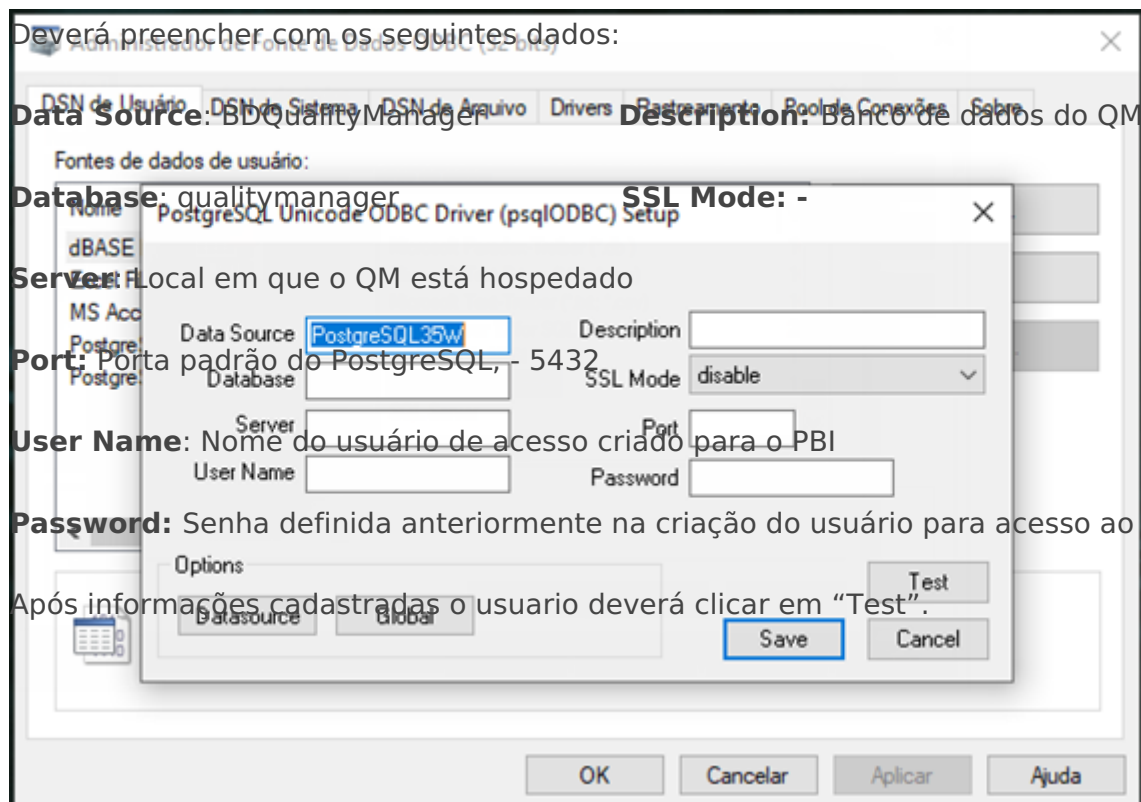 Deverá preencher com os seguintes dados:
Administrador de Fonte de Dados ODBC (32 bits)
DSN de Usuário DSN de Sistema DSN de Arquivo Drivers Rastreamento Pool de Conexões Sobre
Data Source: BDQualityManager Description: Banco de dados do QM
Fontes de dados de usuário:
Database: qualitymanager SSL Mode: -
Nome
PostgreSQL Unicode ODBC Driver (psqlODBC) Setup
dBASE
Server: Local em que o QM está hospedado
Excel
MS Acc
Data Source PostgreSQL35W Description
Postgre
Port: Porta padrão do PostgreSQL, - 5432
Postgre
Database SSL Mode disable
Server Port
User Name: Nome do usuário de acesso criado para o PBI
User Name Password
Password: Senha definida anteriormente na criação do usuário para acesso ao
Options
Test
Após informações cadastradas o usuario deverá clicar em “Test”.
Datasource Global
Save Cancel
OK Cancelar Aplicar Ajuda